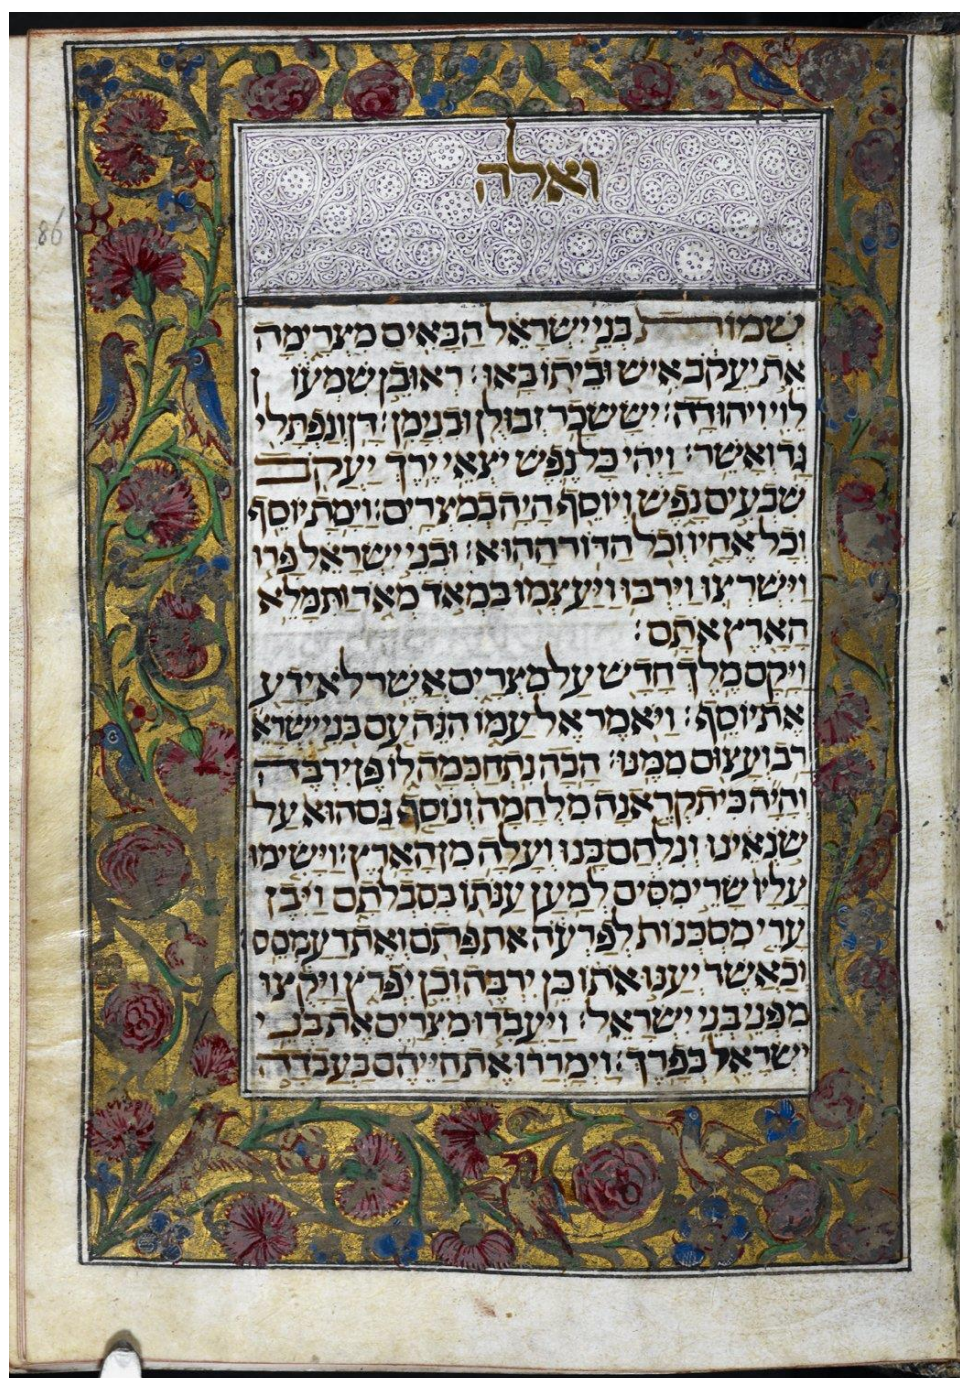 ואלה
86
שמות בני ישראל הבאים מצרימה
את יעקב איש וביתו באו׃ ראובן שמעון
לוי ויהודה׃ יששכר זבולן ובנימן׃ דן ונפתלי
גד ואשר׃ ויהי כל נפש יצאי ירך יעקב
שבעים נפש ויוסף היה במצרים׃ וימת יוסף
וכל אחיו וכל הדור ההוא׃ ובני ישראל פרו
וישרצו וירבו ויעצמו במאד מאד ותמלא
הארץ אתם׃
ויקם מלך חדש על מצרים אשר לא ידע
את יוסף׃ ויאמר אל עמו הנה עם בני ישרא
רב ועצום ממנו׃ הבה נתחכמה לו פן ירבה
והיה כי תקראנה מלחמה ונוסף גם הוא על
שנאינו ונלחם בנו ועלה מן הארץ׃ וישימו
עליו שרי מסים למען ענתו בסבלתם ויבן
ערי מסכנות לפרעה את פתם ואת רעמסס
וכאשר יענו אתו כן ירבה וכן יפרץ ויקצו
מפני בני ישראל׃ ויעבדו מצרים את בני
ישראל בפרך׃ וימררו את חייהם בעבדה